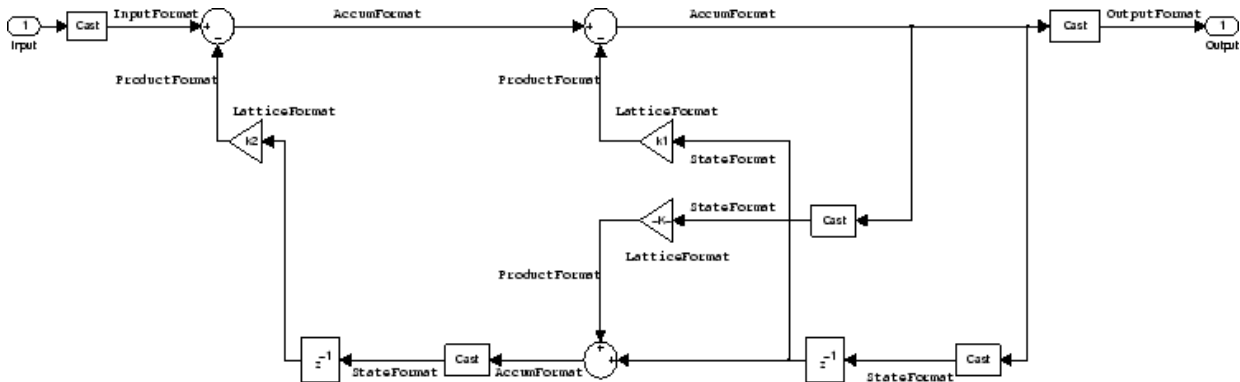 1
Input
Cast
InputFormat
+
−
AccumFormat
+
−
AccumFormat
Cast
OutputFormat
1
Output
ProductFormat
ProductFormat
LatticeFormat
LatticeFormat
k2
k1
StateFormat
StateFormat
-K-
Cast
LatticeFormat
ProductFormat
z-1
StateFormat
Cast
AccumFormat
+
+
z-1
StateFormat
Cast